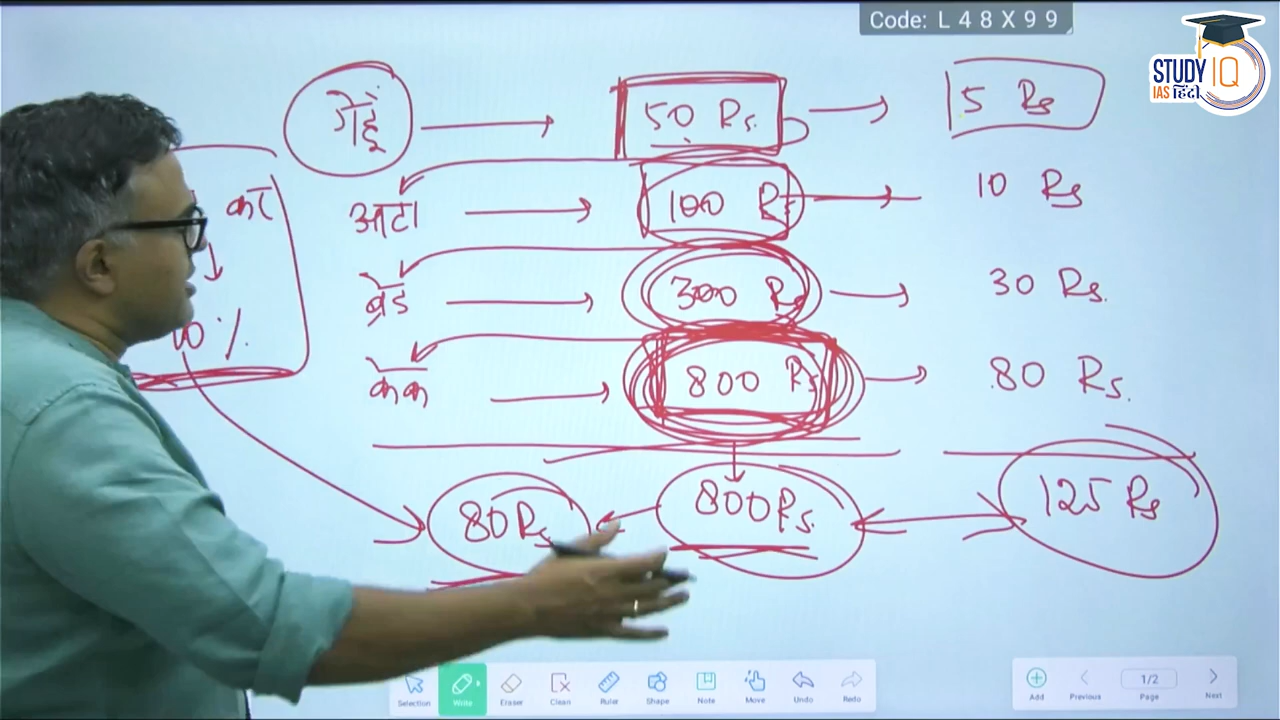 Code: L 4 8 X 9 9
STUDY IQ
IAS हिंदी
गेहूं 50 Rs. 5 Rs
कर
आटा 100 Rs 10 Rs
ब्रेड 300 Rs 30 Rs.
10 %
केक 800 Rs 80 Rs.
80 Rs 800 Rs. 125 Rs
Selection Write Eraser Clean Ruler Shape Note Move Undo Redo
Add Previous 1/2 Page Next